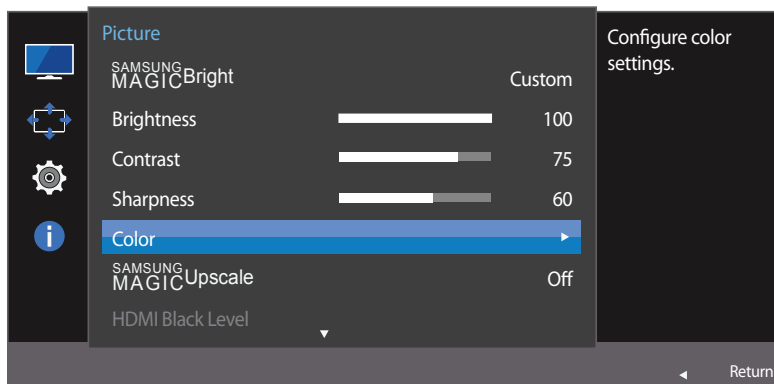 Picture
SAMSUNG MAGICBright Custom
Brightness 100
Contrast 75
Sharpness 60
Color
SAMSUNG MAGICUpscale Off
HDMI Black Level
Configure color
settings.
Return